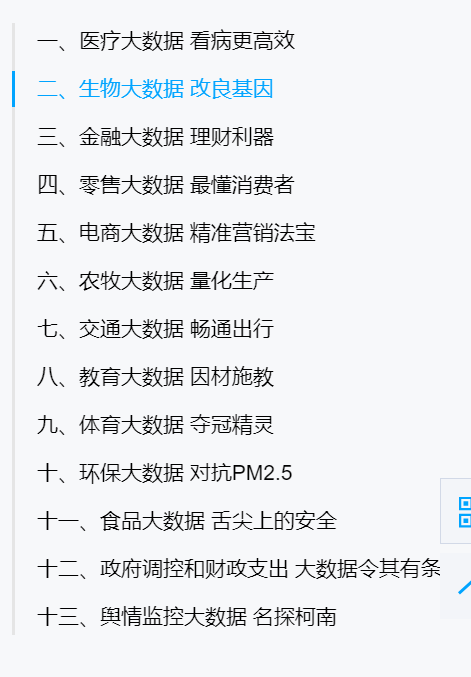 一、医疗大数据 看病更高效
二、生物大数据 改良基因
三、金融大数据 理财利器
四、零售大数据 最懂消费者
五、电商大数据 精准营销法宝
六、农牧大数据 量化生产
七、交通大数据 畅通出行
八、教育大数据 因材施教
九、体育大数据 夺冠精灵
十、环保大数据 对抗PM2.5
十一、食品大数据 舌尖上的安全
十二、政府调控和财政支出 大数据令其有条
十三、舆情监控大数据 名探柯南